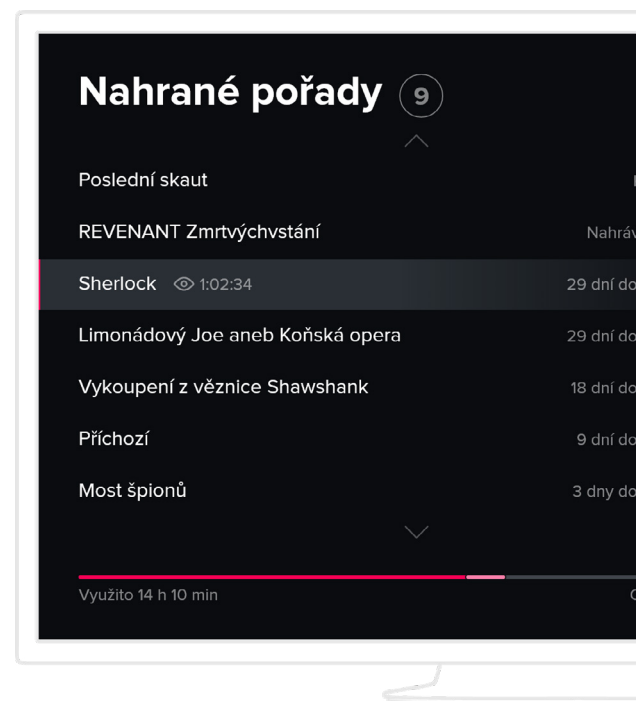 Nahrané pořady 9
Poslední skaut
REVENANT Zmrtvýchvstání
Sherlock 1:02:34 29 dní do
Limonádový Joe aneb Koňská opera 29 dní do
Vykoupení z věznice Shawshank 18 dní do
Příchozí 9 dní do
Most špionů 3 dny do
Využito 14 h 10 min